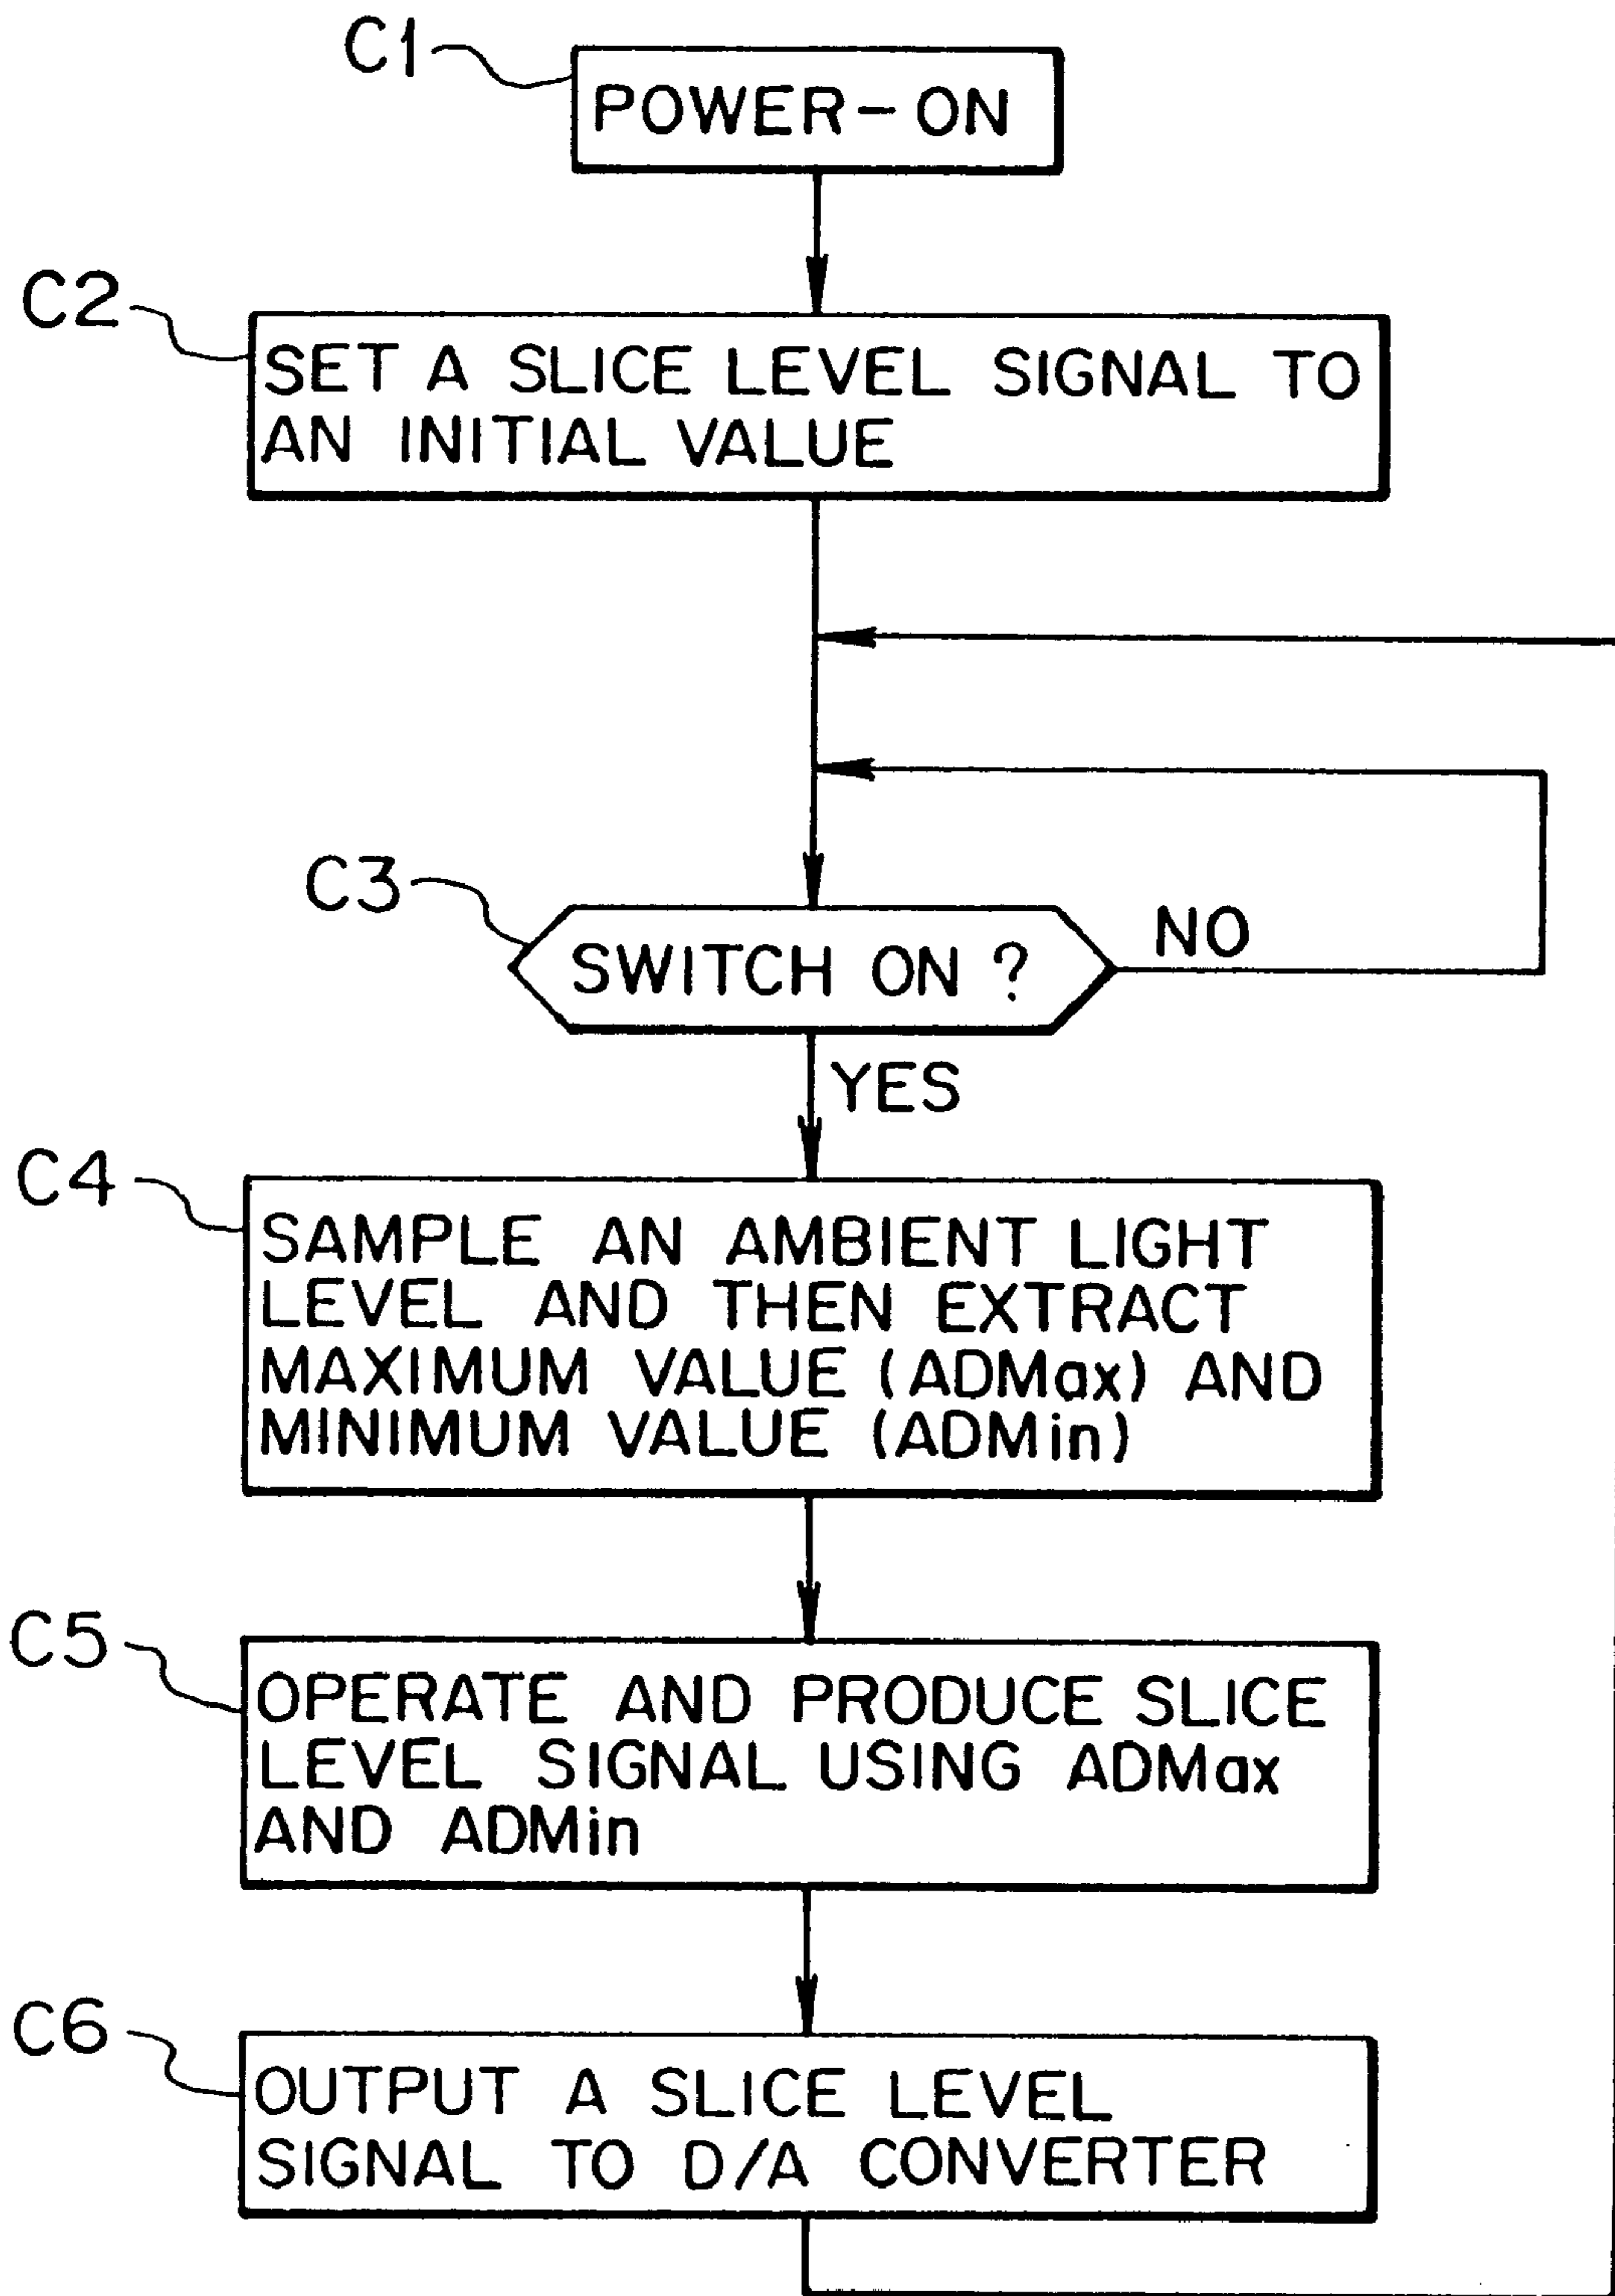 C1
POWER-ON
C2
SET A SLICE LEVEL SIGNAL TO
AN INITIAL VALUE
C3
SWITCH ON ?
NO
YES
C4
SAMPLE AN AMBIENT LIGHT
LEVEL AND THEN EXTRACT
MAXIMUM VALUE (ADMax) AND
MINIMUM VALUE (ADMin)
C5
OPERATE AND PRODUCE SLICE
LEVEL SIGNAL USING ADMax
AND ADMin
C6
OUTPUT A SLICE LEVEL
SIGNAL TO D/A CONVERTER